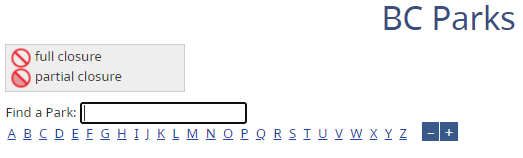 BC Parks
full closure
partial closure
Find a Park:
A B C D E F G H I J K L M N O P Q R S T U V W X Y Z – +